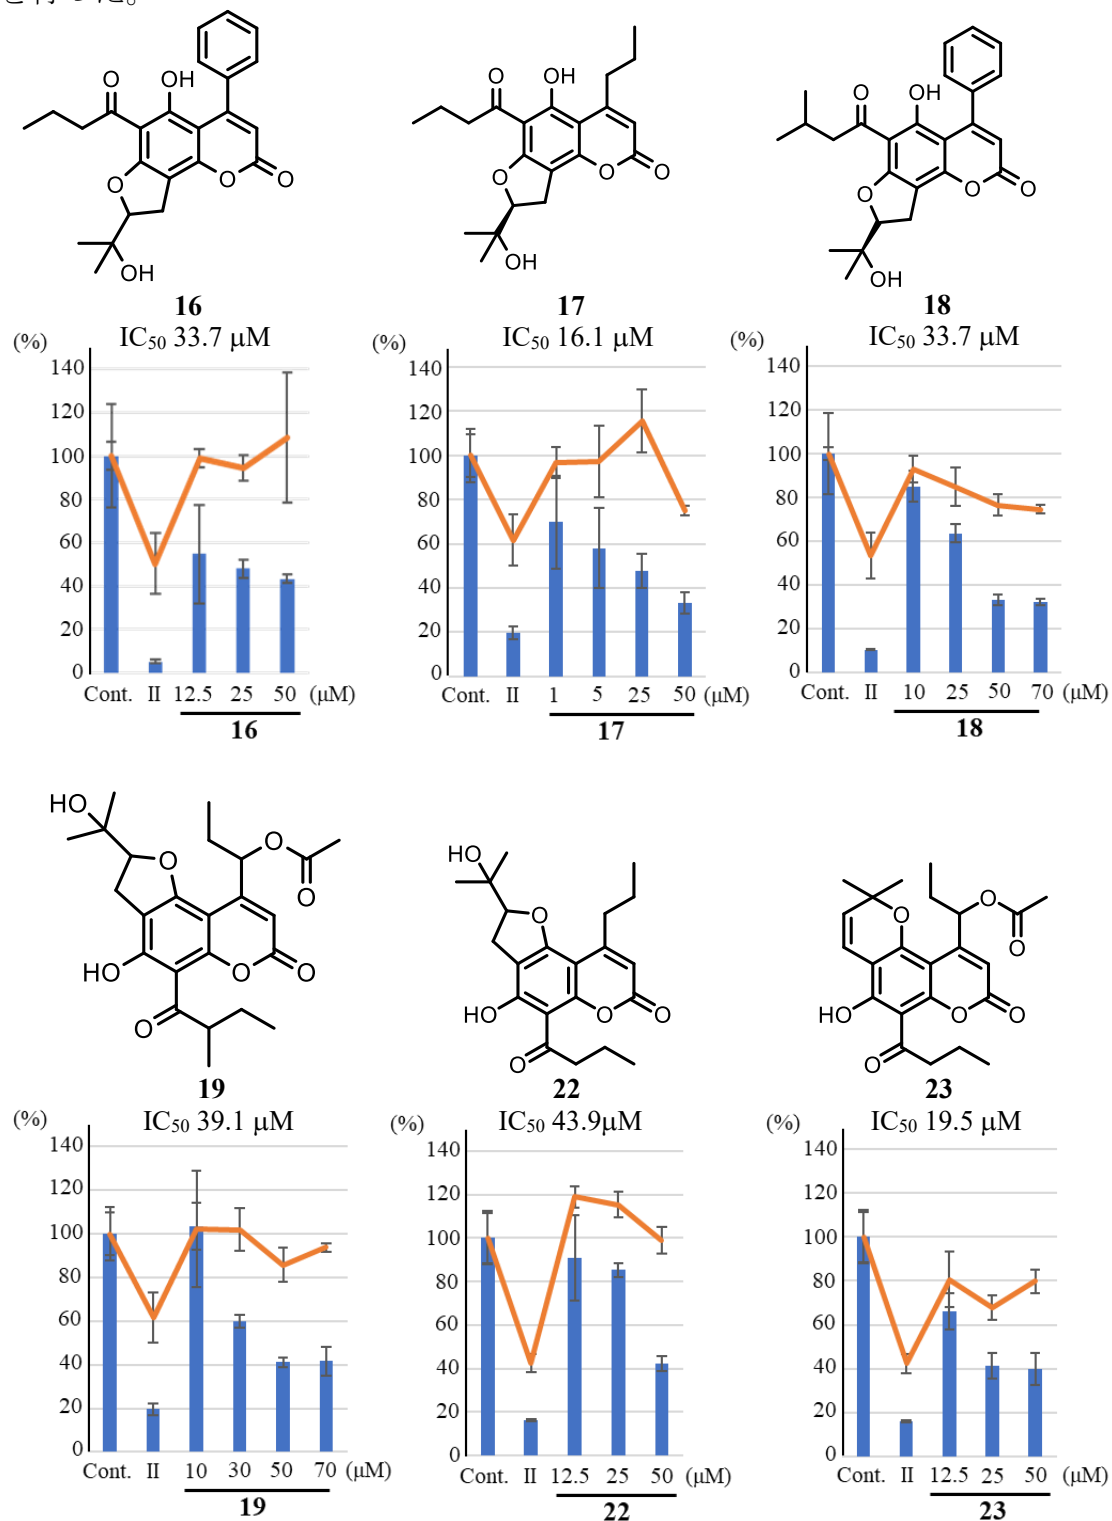 O OH
O O O
OH
16
IC50 33.7 μM
(%)
140
120
100
80
60
40
20
0
Cont. II 12.5 25 50 (μM)
16
O OH
O O O
OH
17
IC50 16.1 μM
(%)
140
120
100
80
60
40
20
0
Cont. II 1 5 25 50 (μM)
17
O OH
O O O
OH
18
IC50 33.7 μM
(%)
140
120
100
80
60
40
20
0
Cont. II 10 25 50 70 (μM)
18
HO
O O
O
HO O O
O
19
IC50 39.1 μM
(%)
140
120
100
80
60
40
20
0
Cont. II 10 30 50 70 (μM)
19
HO
O
HO O O
O
22
IC50 43.9μM
(%)
140
120
100
80
60
40
20
0
Cont. II 12.5 25 50 (μM)
22
O O
O
HO O O
O
23
IC50 19.5 μM
(%)
140
120
100
80
60
40
20
0
Cont. II 12.5 25 50 (μM)
23